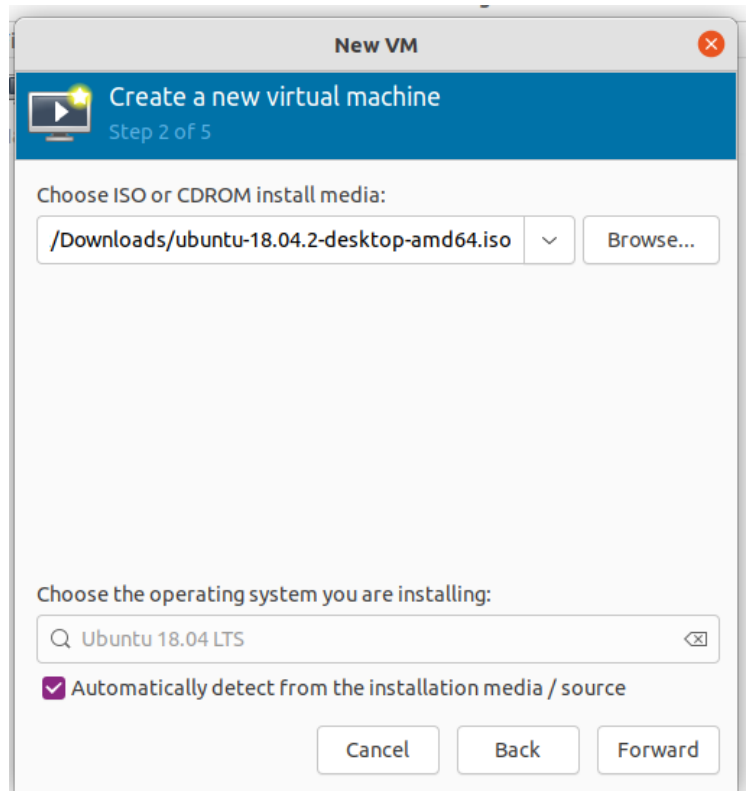 New VM
Create a new virtual machine
Step 2 of 5
Choose ISO or CDROM install media:
/Downloads/ubuntu-18.04.2-desktop-amd64.iso Browse...
Choose the operating system you are installing:
Ubuntu 18.04 LTS
Automatically detect from the installation media / source
Cancel Back Forward